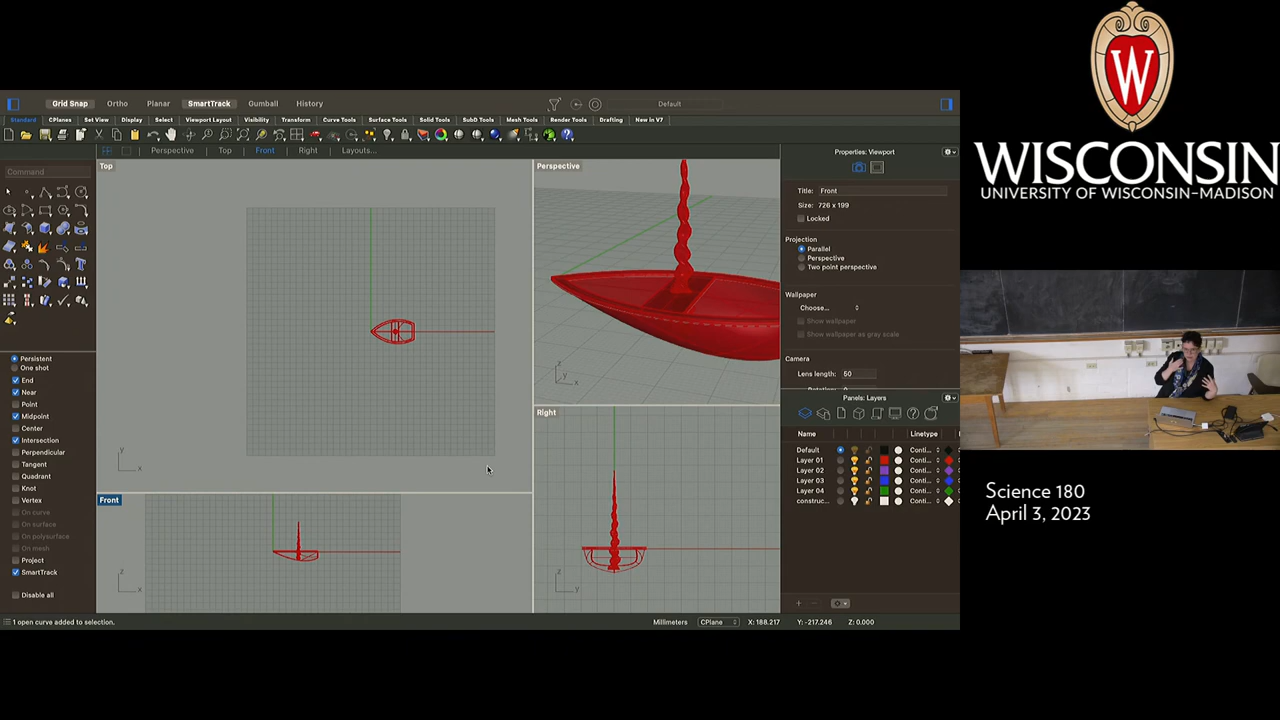 Grid Snap Ortho Planar SmartTrack Gumball History Default
Standard CPlanes Set View Display Select Viewport Layout Visibility Transform Curve Tools Surface Tools Solid Tools SubD Tools Mesh Tools Render Tools Drafting New in V7
Perspective Top Front Right Layouts...
Command
Persistent
One shot
End
Near
Point
Midpoint
Center
Intersection
Perpendicular
Tangent
Quadrant
Knot
Vertex
On curve
On surface
On polysurface
On mesh
Project
SmartTrack
Disable all
1 open curve added to selection.
Top
y
x
Perspective
z
x
Front
z
x
Right
z
y
Millimeters CPlane X: 188.217 Y: -217.246 Z: 0.000
Properties: Viewport
Title: Front
Size: 726 x 199
Locked
Projection
Parallel
Perspective
Two point perspective
Wallpaper
Choose...
Show wallpaper
Show wallpaper as gray scale
Camera
Lens length: 50
Panels: Layers
Name Linetype
Default Conti...
Layer 01 Conti...
Layer 02 Conti...
Layer 03 Conti...
Layer 04 Conti...
construc... Conti...
W
WISCONSIN
UNIVERSITY OF WISCONSIN–MADISON
Science 180
April 3, 2023